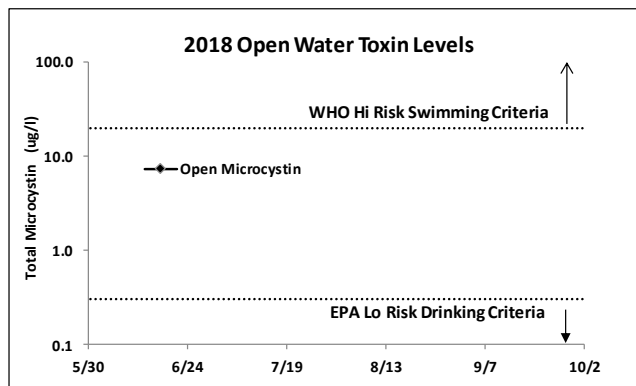 2018 Open Water Toxin Levels
100.0
WHO Hi Risk Swimming Criteria
10.0
Open Microcystin
Total Microcystin (ug/l)
1.0
EPA Lo Risk Drinking Criteria
0.1
5/30 6/24 7/19 8/13 9/7 10/2